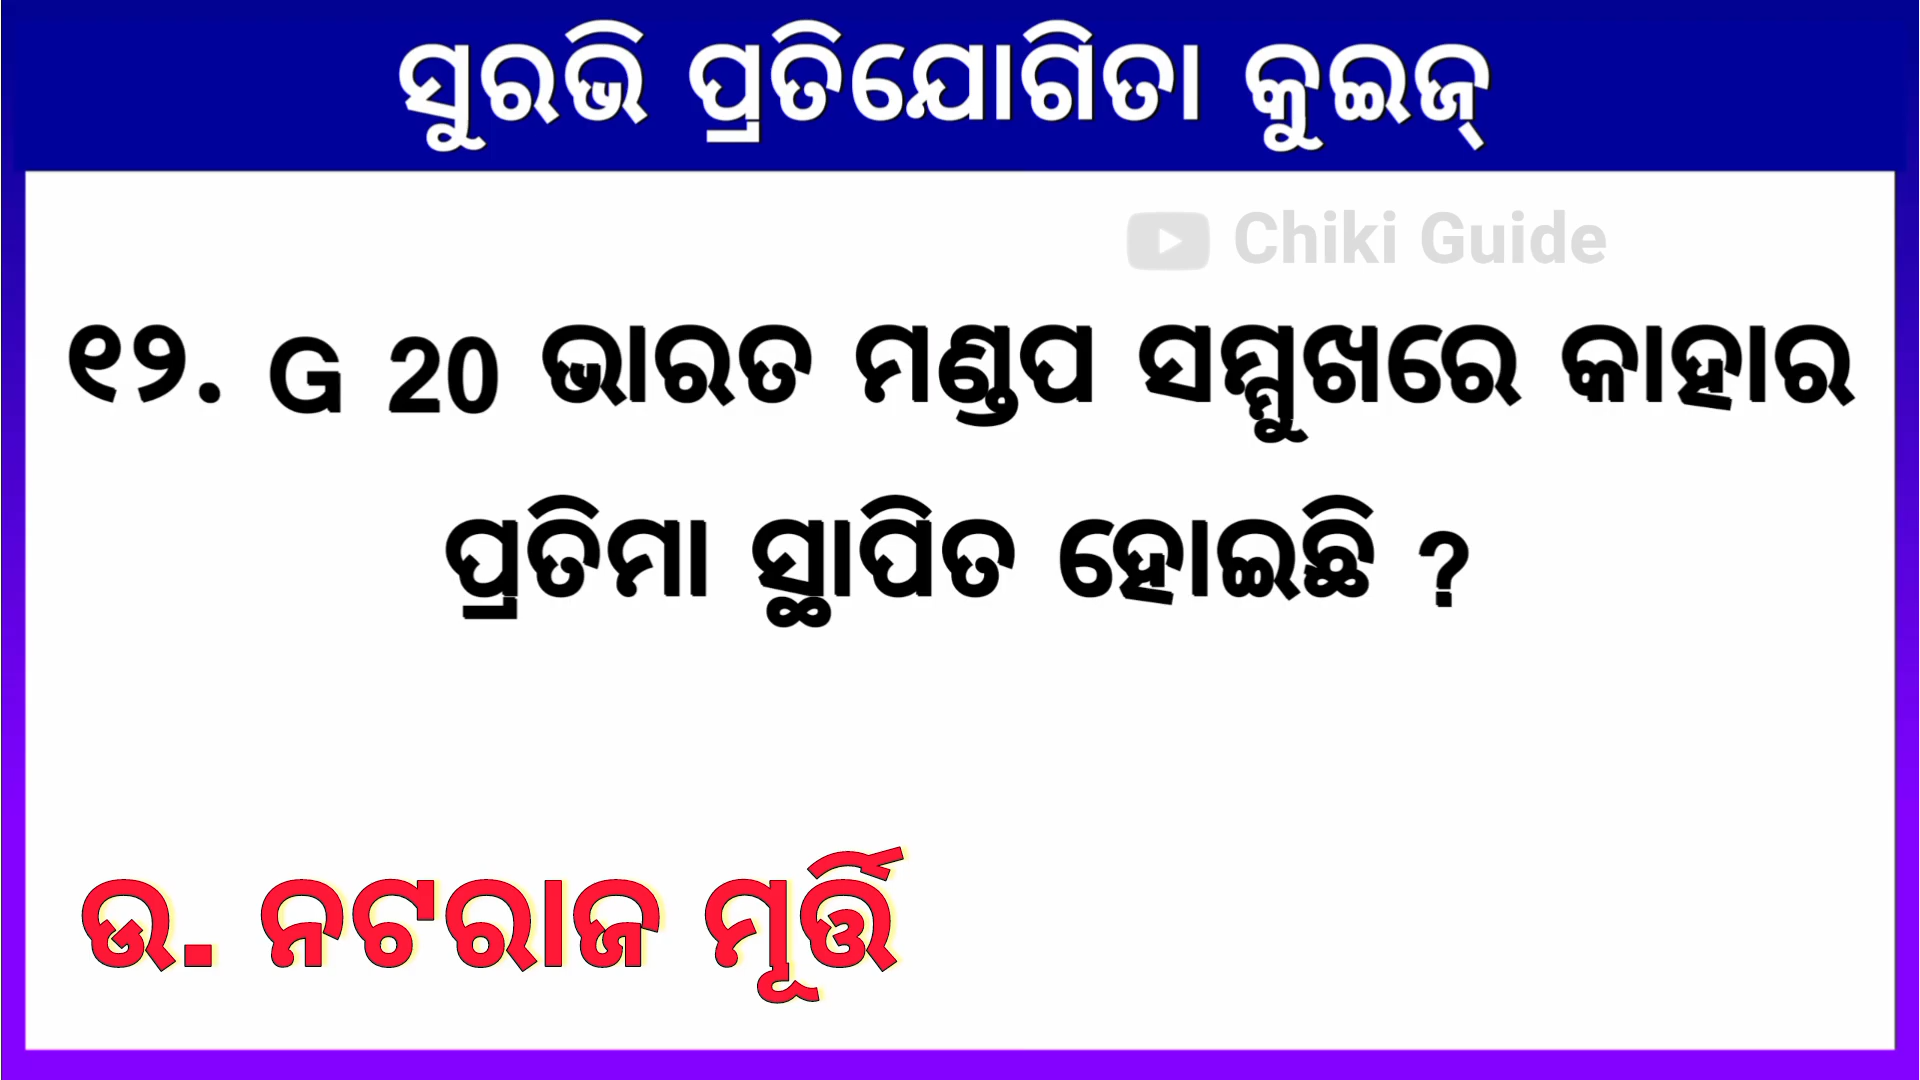 ସୁରଭି ପ୍ରତିଯୋଗିତା କୁଇଜ୍
Chiki Guide
୧୨. G 20 ଭାରତ ମଣ୍ଡପ ସମ୍ମୁଖରେ କାହାର
ପ୍ରତିମା ସ୍ଥାପିତ ହୋଇଛି ?
ଉ. ନଟରାଜ ମୂର୍ତ୍ତି